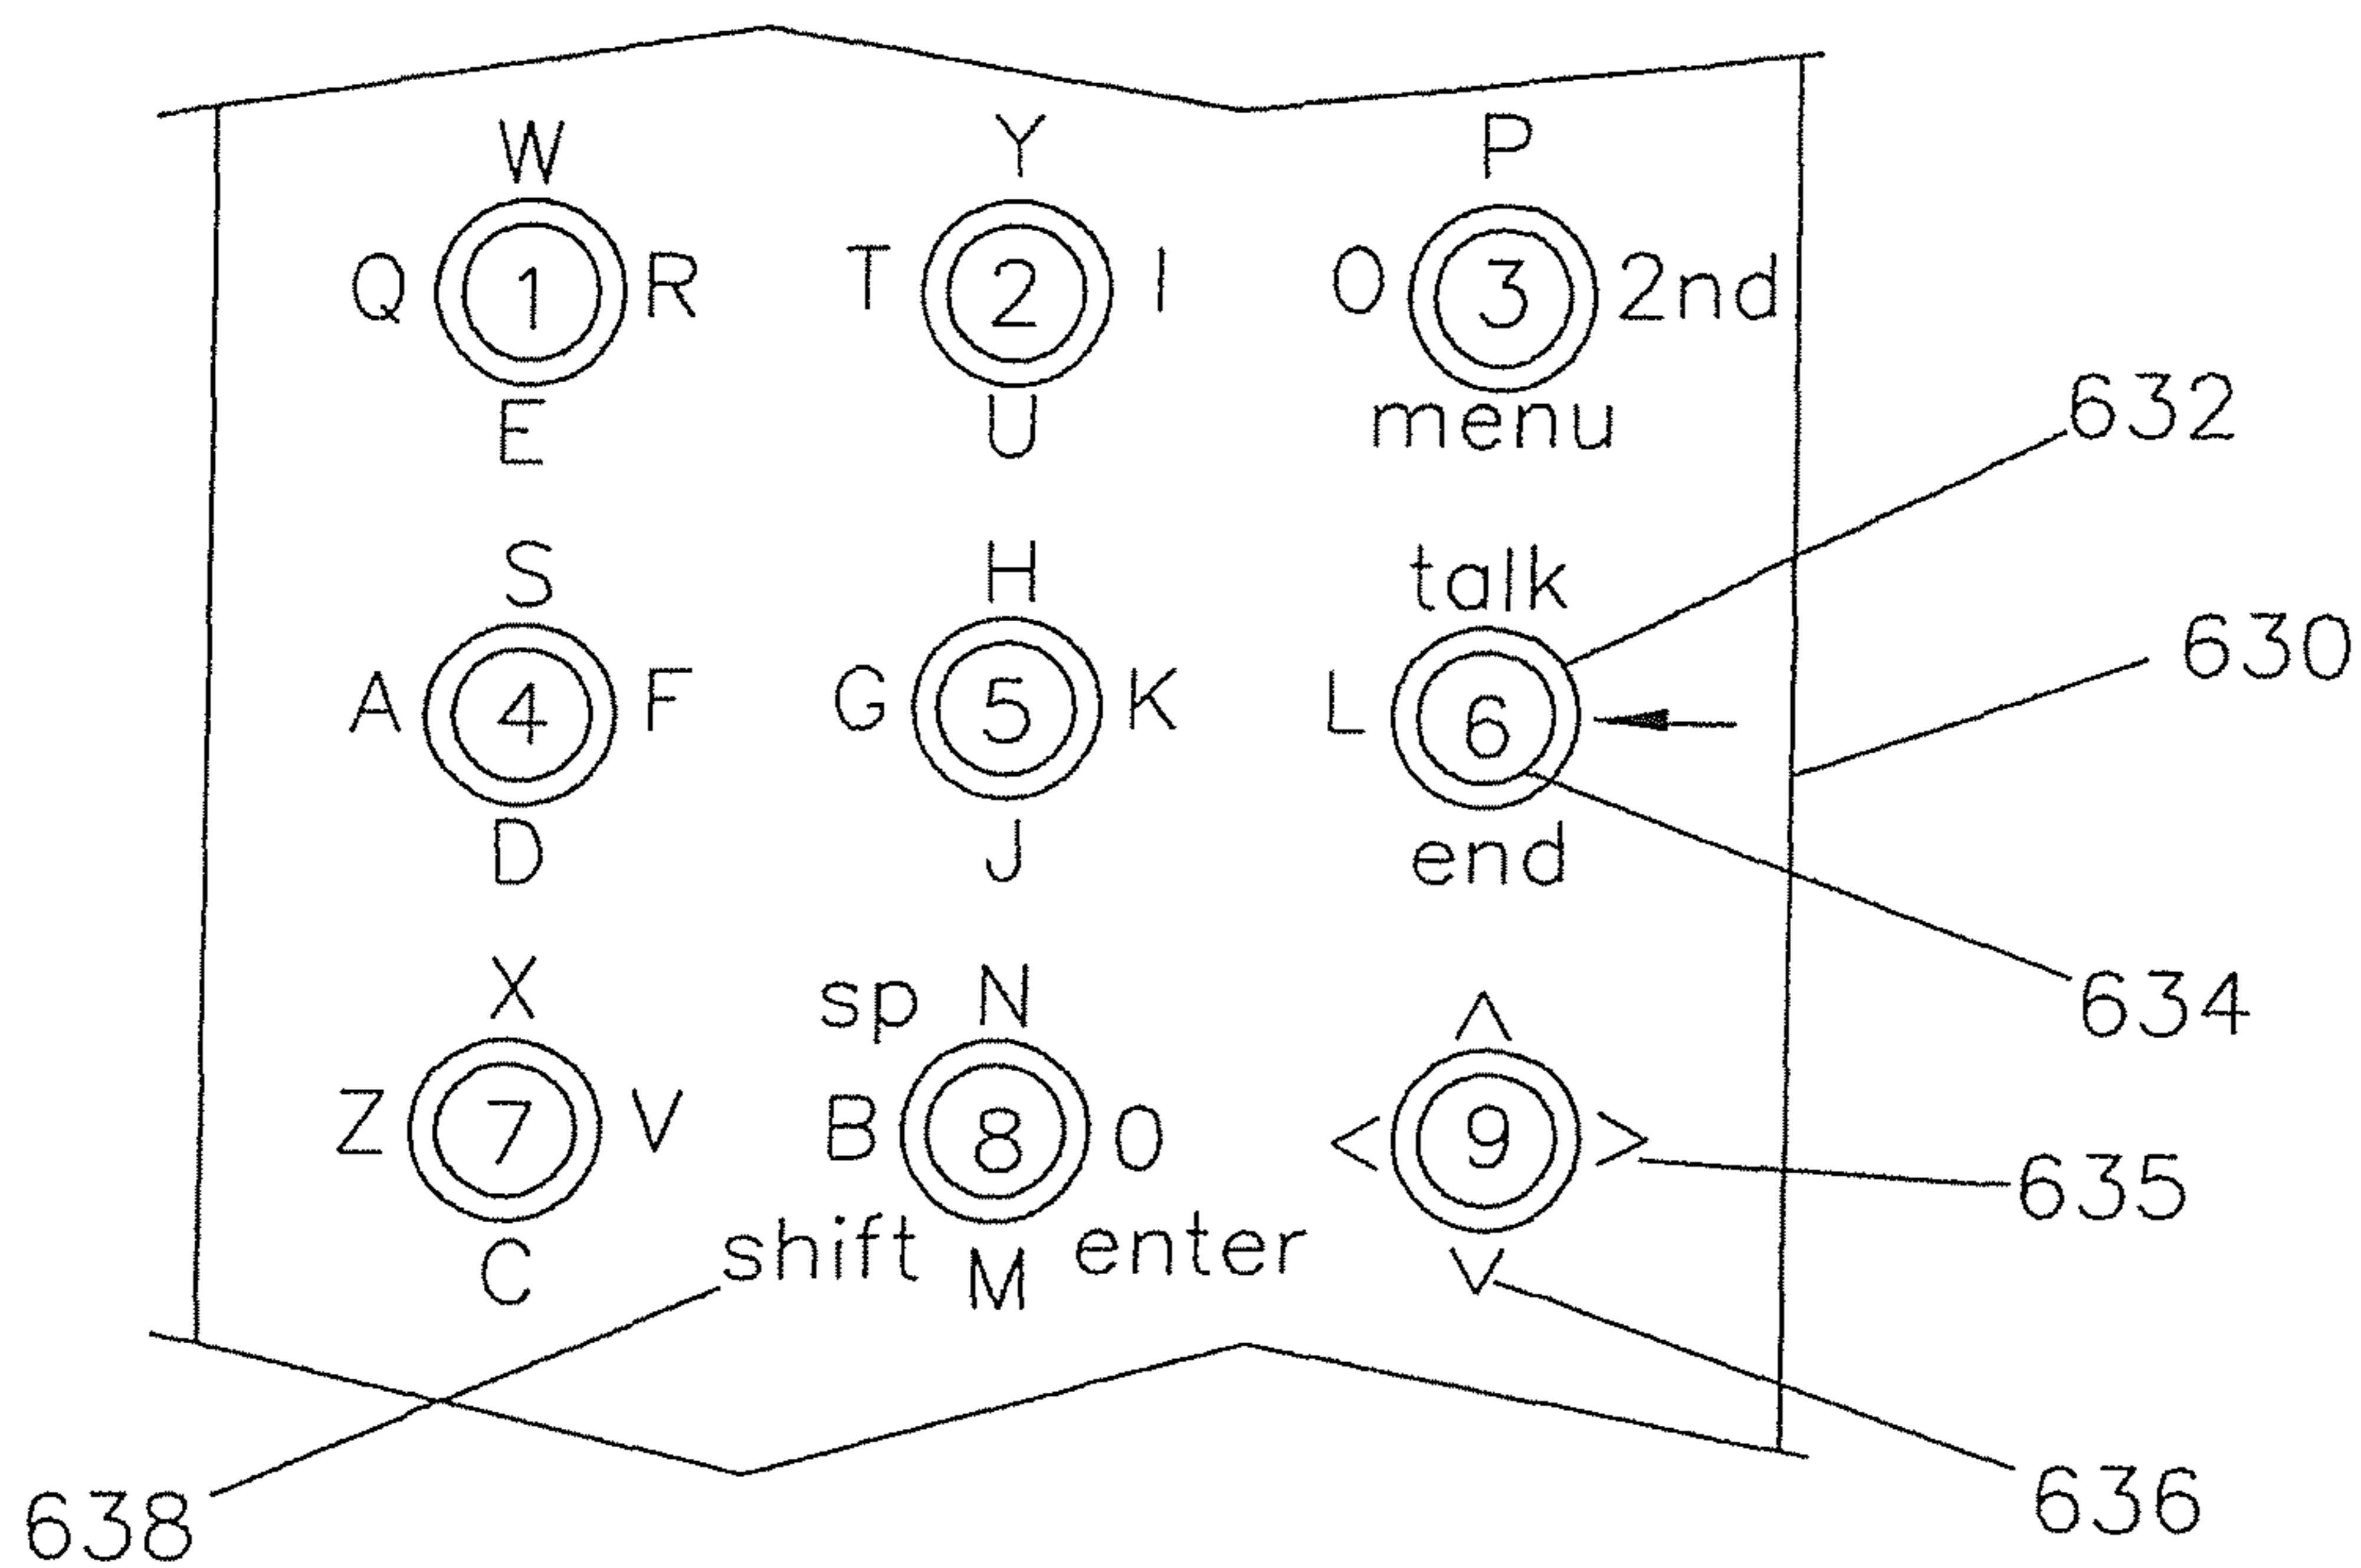 W Y P
Q 1 R T 2 I O 3 2nd
E U menu
632
S H talk
630
A 4 F G 5 K L 6
D J end
X sp N ^
634
Z 7 V B 8 0 < 9 >
635
C shift M enter v
636
638